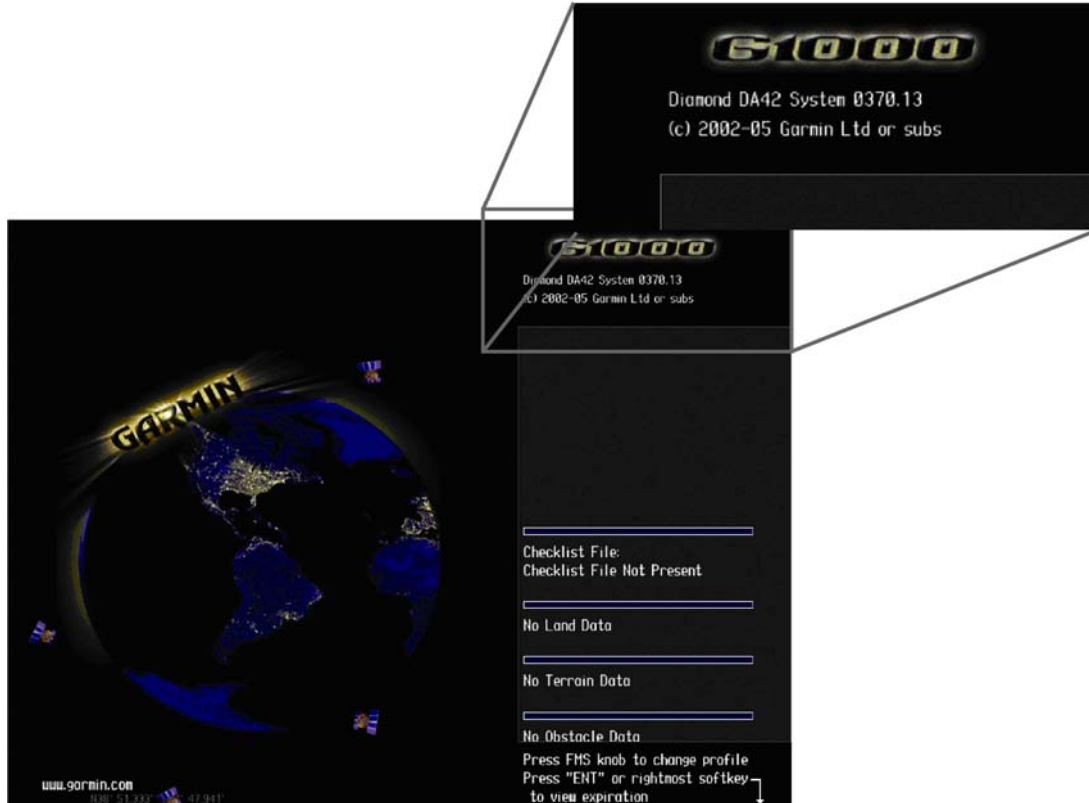 G1000
Diamond DA42 System 0370.13
(c) 2002-05 Garmin Ltd or subs
G1000
Diamond DA42 System 0370.13
(c) 2002-05 Garmin Ltd or subs
GARMIN
Checklist File:
Checklist File Not Present
No Land Data
No Terrain Data
No Obstacle Data
Press FMS knob to change profile
Press "ENT" or rightmost softkey
to view expiration
www.garmin.com